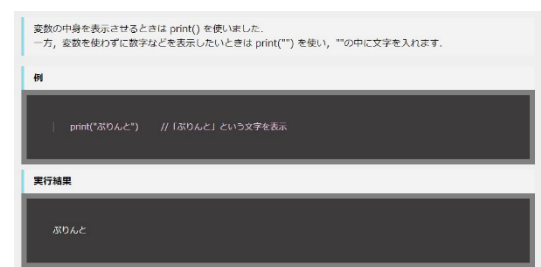 変数の中身を表示させるときは print() を使いました.
一方，変数を使わずに数字などを表示したいときは print("") を使い，""の中に文字を入れます.
例
print("ぷりんと")　　//「ぷりんと」という文字を表示
実行結果
ぷりんと